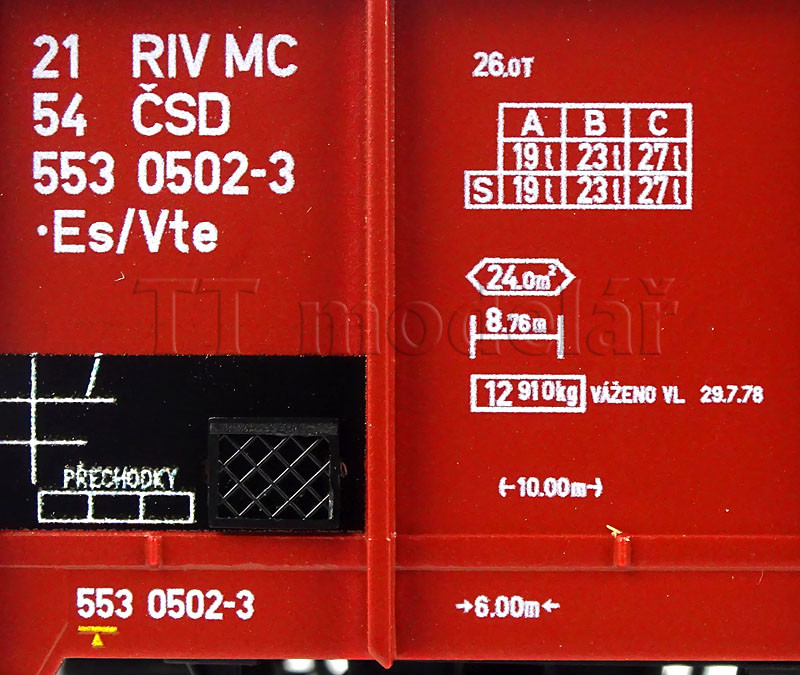 21 RIV MC
54 ČSD
553 0502-3
·Es/Vte
26.0T
A B C
19t 23t 27t
S 19t 23t 27t
24.0m²
8.76m
12 910kg VÁŽENO VL 29.7.78
TT modelář
PŘECHODKY
(-10.00m-)
553 0502-3
→6.00m←